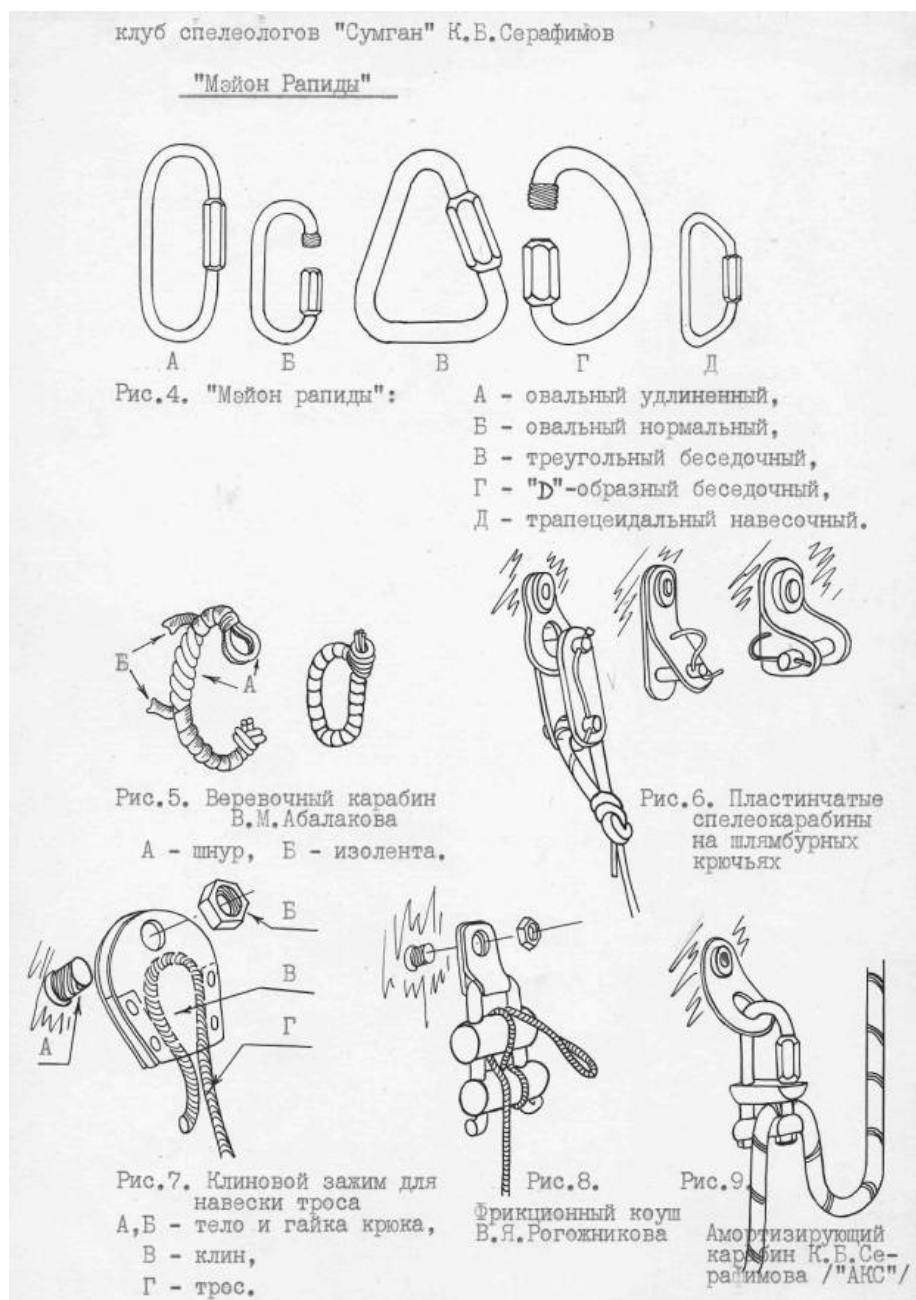 клуб спелеологов "Сумган" К.Б.Серафимов
"Мэйон Рапиды"
А Б В Г Д
Рис.4. "Мэйон рапиды":
А - овальный удлиненный,
Б - овальный нормальный,
В - треугольный беседочный,
Г - "D"-образный беседочный,
Д - трапецеидальный навесочный.
Б
А
Рис.5. Веревочный карабин
В.М.Абалакова
А - шнур, Б - изолента.
Рис.6. Пластинчатые
спелеокарабины
на шлямбурных
крючьях
Б
В
Г
А
Рис.7. Клиновой зажим для
навески троса
А,Б - тело и гайка крюка,
В - клин,
Г - трос.
Рис.8.
Фрикционный коуш
В.Я.Рогожникова
Рис.9.
Амортизирующий
карабин К.Б.Се-
рафимова /"АКС"/